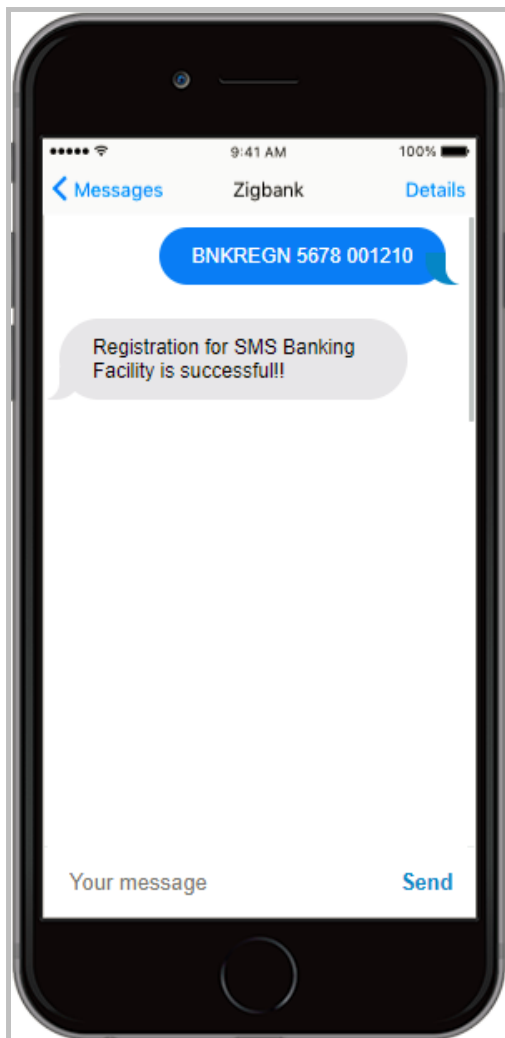 9:41 AM
100%
Messages
Zigbank
Details
BNKREGN 5678 001210
Registration for SMS Banking
Facility is successful!!
Your message
Send